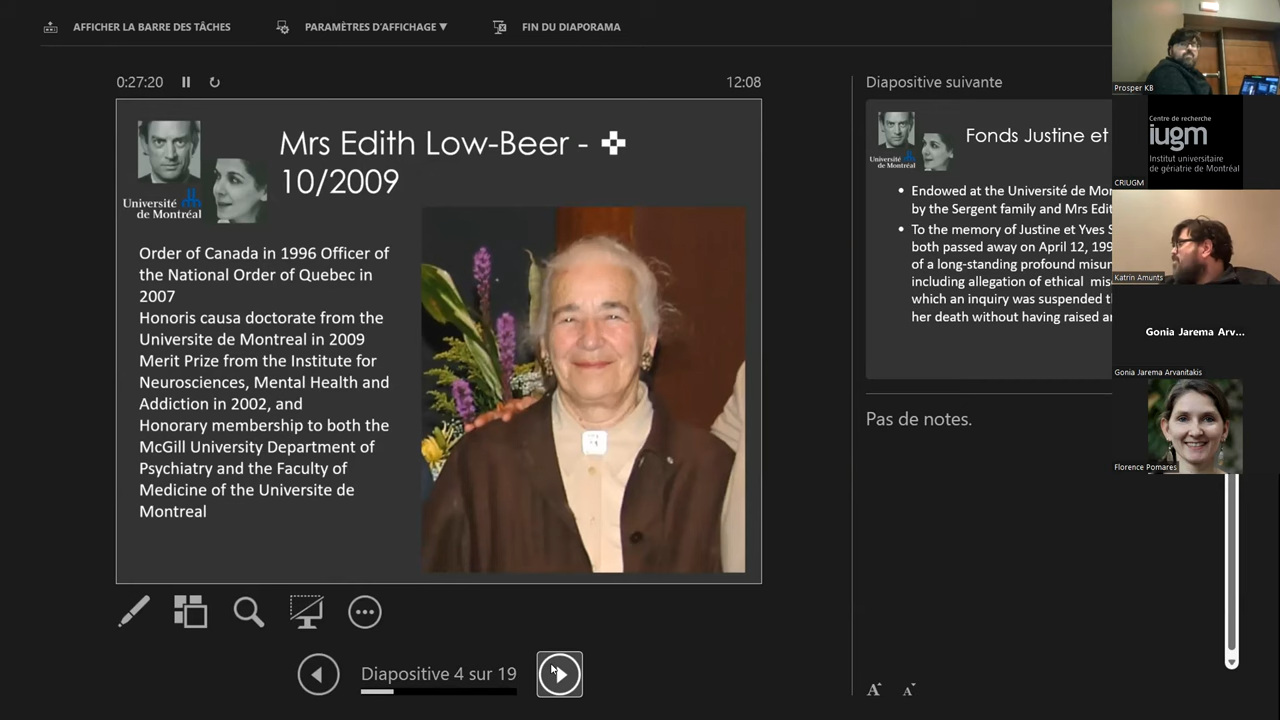 AFFICHER LA BARRE DES TÂCHES
PARAMÈTRES D'AFFICHAGE ▼
FIN DU DIAPORAMA
0:27:20
12:08
Mrs Edith Low-Beer - ✚
10/2009
Université
de Montréal
Order of Canada in 1996 Officer of
the National Order of Quebec in
2007
Honoris causa doctorate from the
Universite de Montreal in 2009
Merit Prize from the Institute for
Neurosciences, Mental Health and
Addiction in 2002, and
Honorary membership to both the
McGill University Department of
Psychiatry and the Faculty of
Medicine of the Universite de
Montreal
Diapositive 4 sur 19
Diapositive suivante
Fonds Justine et
Université
de Montréal
• Endowed at the Université de Mo
by the Sergent family and Mrs Edit
• To the memory of Justine et Yves S
both passed away on April 12, 199
of a long-standing profound misur
including allegation of ethical mis
which an inquiry was suspended t
her death without having raised a
Pas de notes.
A A
Prosper KB
Centre de recherche
iugm
Institut universitaire
de gériatrie de Montréal
CRIUGM
Katrin Amunts
Gonia Jarema Arv...
Gonia Jarema Arvanitakis
Florence Pomares